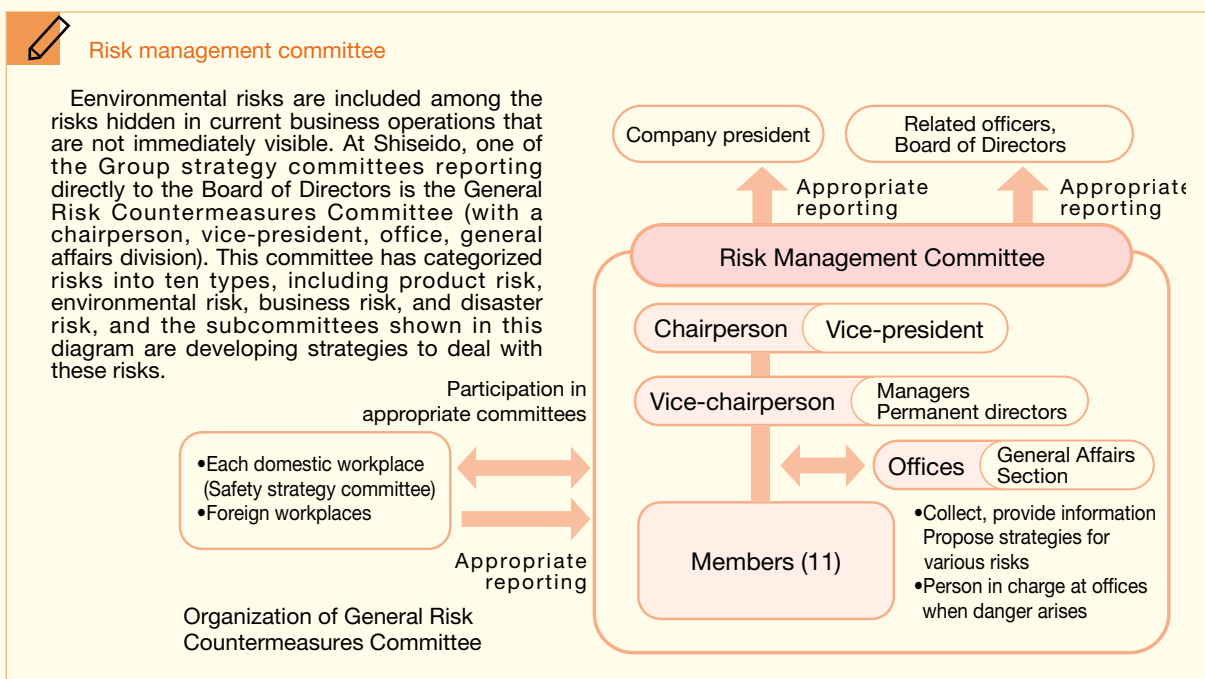 Risk management committee
Eenvironmental risks are included among the
risks hidden in current business operations that
are not immediately visible. At Shiseido, one of
the Group strategy committees reporting
directly to the Board of Directors is the General
Risk Countermeasures Committee (with a
chairperson, vice-president, office, general
affairs division). This committee has categorized
risks into ten types, including product risk,
environmental risk, business risk, and disaster
risk, and the subcommittees shown in this
diagram are developing strategies to deal with
these risks.
Company president
Related officers,
Board of Directors
Appropriate
reporting
Appropriate
reporting
Risk Management Committee
Chairperson
Vice-president
Vice-chairperson
Managers
Permanent directors
Offices
General Affairs
Section
Members (11)
•Collect, provide information
Propose strategies for
various risks
•Person in charge at offices
when danger arises
Participation in
appropriate committees
•Each domestic workplace
(Safety strategy committee)
•Foreign workplaces
Appropriate
reporting
Organization of General Risk
Countermeasures Committee